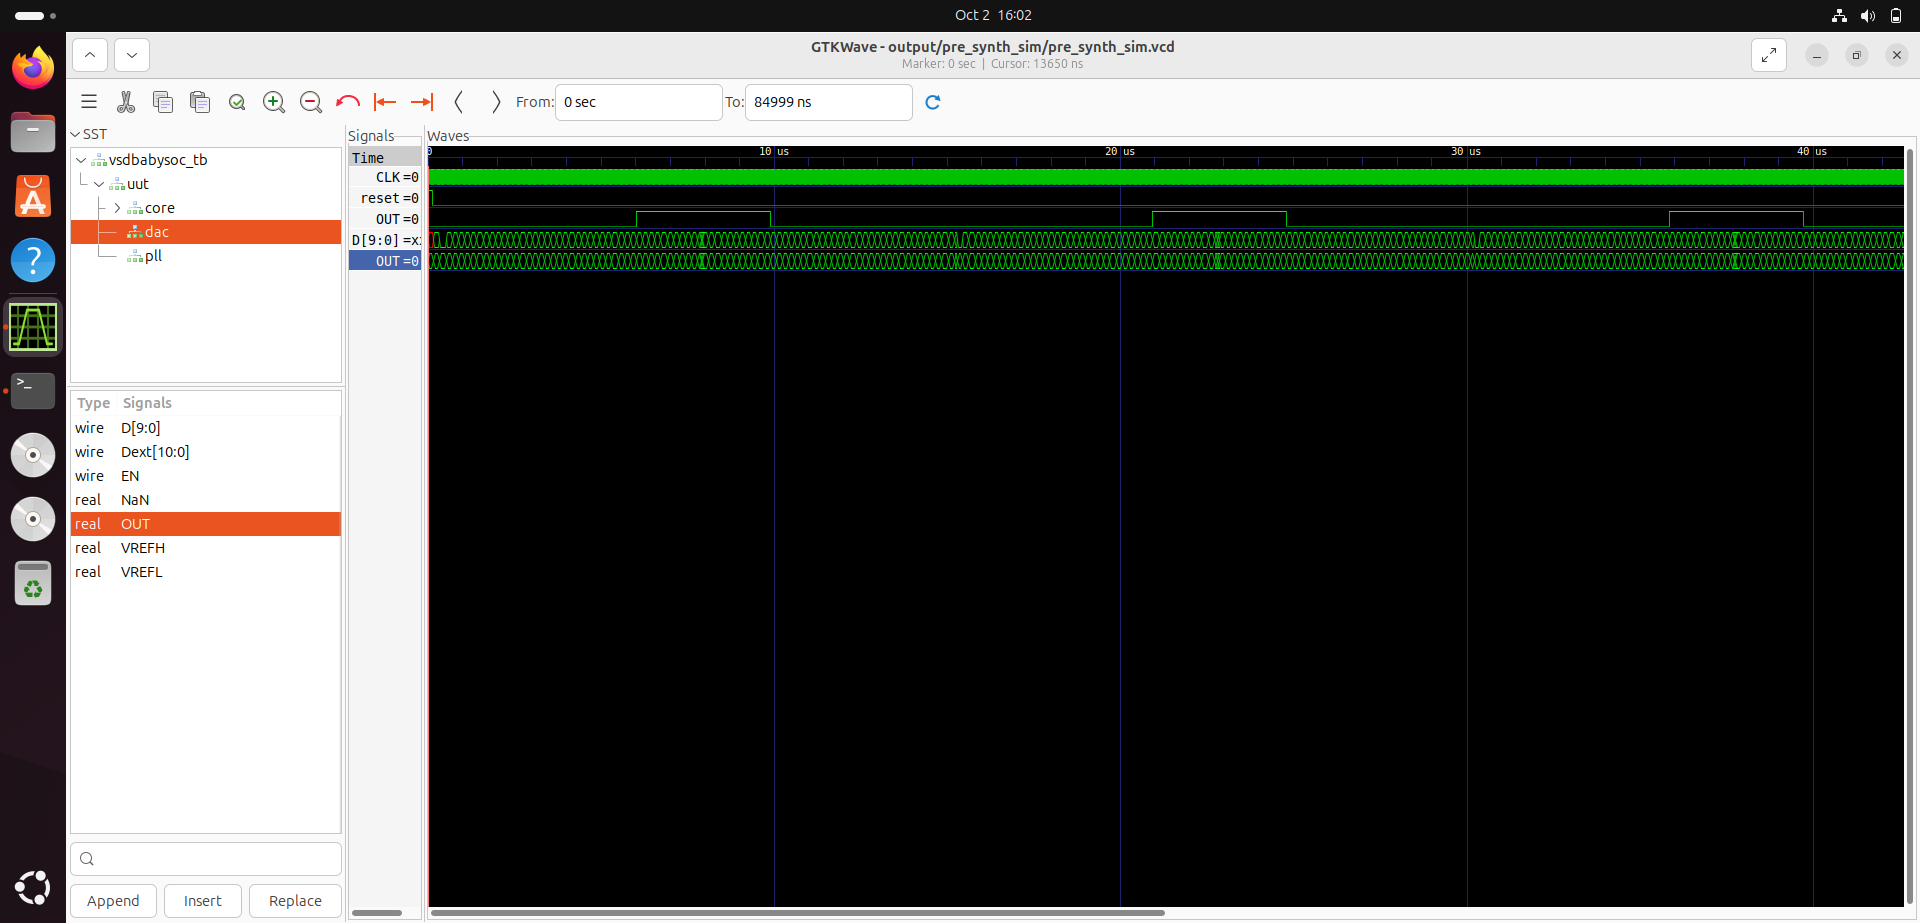 Oct 2 16:02
GTKWave - output/pre_synth_sim/pre_synth_sim.vcd
Marker: 0 sec | Cursor: 13650 ns
From: 0 sec To: 84999 ns
SST
vsdbabysoc_tb
uut
core
dac
pll
Type Signals
wire D[9:0]
wire Dext[10:0]
wire EN
real NaN
real OUT
real VREFH
real VREFL
Append Insert Replace
Signals
Time
CLK=0
reset=0
OUT=0
D[9:0]=x
OUT=0
Waves
0 10 us 20 us 30 us 40 us